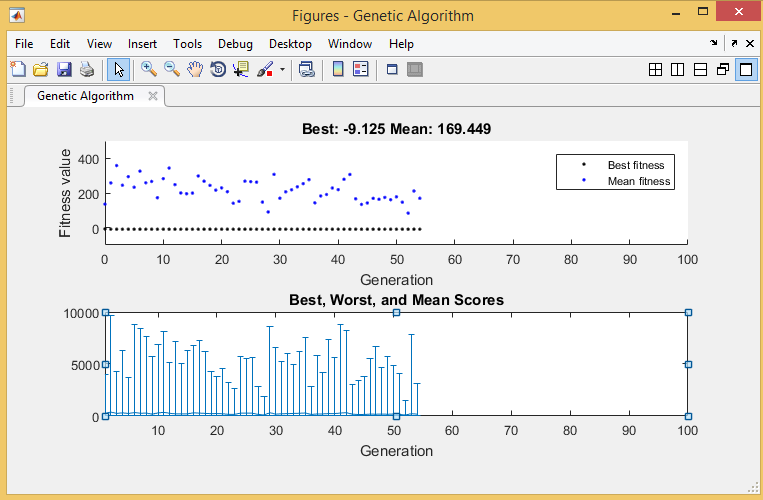 Figures - Genetic Algorithm
File Edit View Insert Tools Debug Desktop Window Help
Genetic Algorithm
Best: -9.125 Mean: 169.449
Fitness value
400
200
0
Best fitness
Mean fitness
0 10 20 30 40 50 60 70 80 90 100
Generation
Best, Worst, and Mean Scores
10000
5000
0
10 20 30 40 50 60 70 80 90 100
Generation